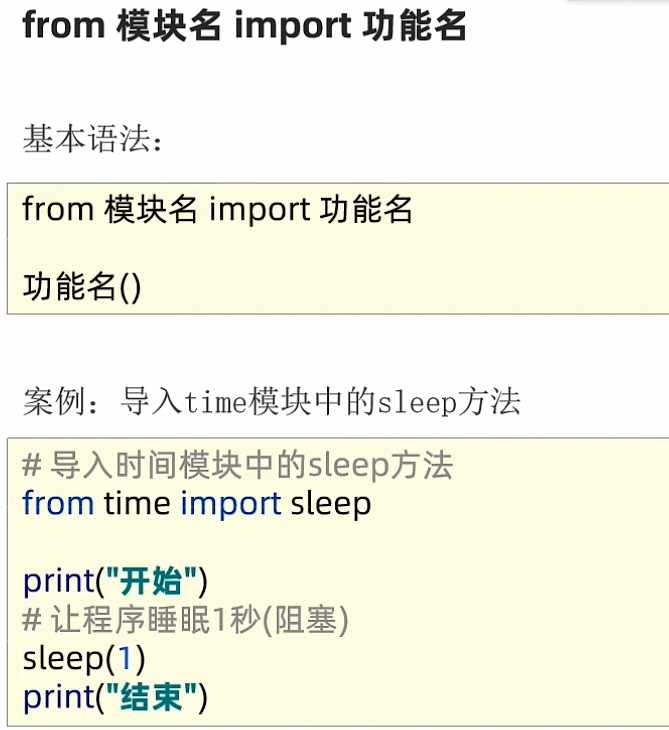 from 模块名 import 功能名
基本语法：
from 模块名 import 功能名
功能名()
案例：导入time模块中的sleep方法
# 导入时间模块中的sleep方法
from time import sleep
print("开始")
# 让程序睡眠1秒(阻塞)
sleep(1)
print("结束")